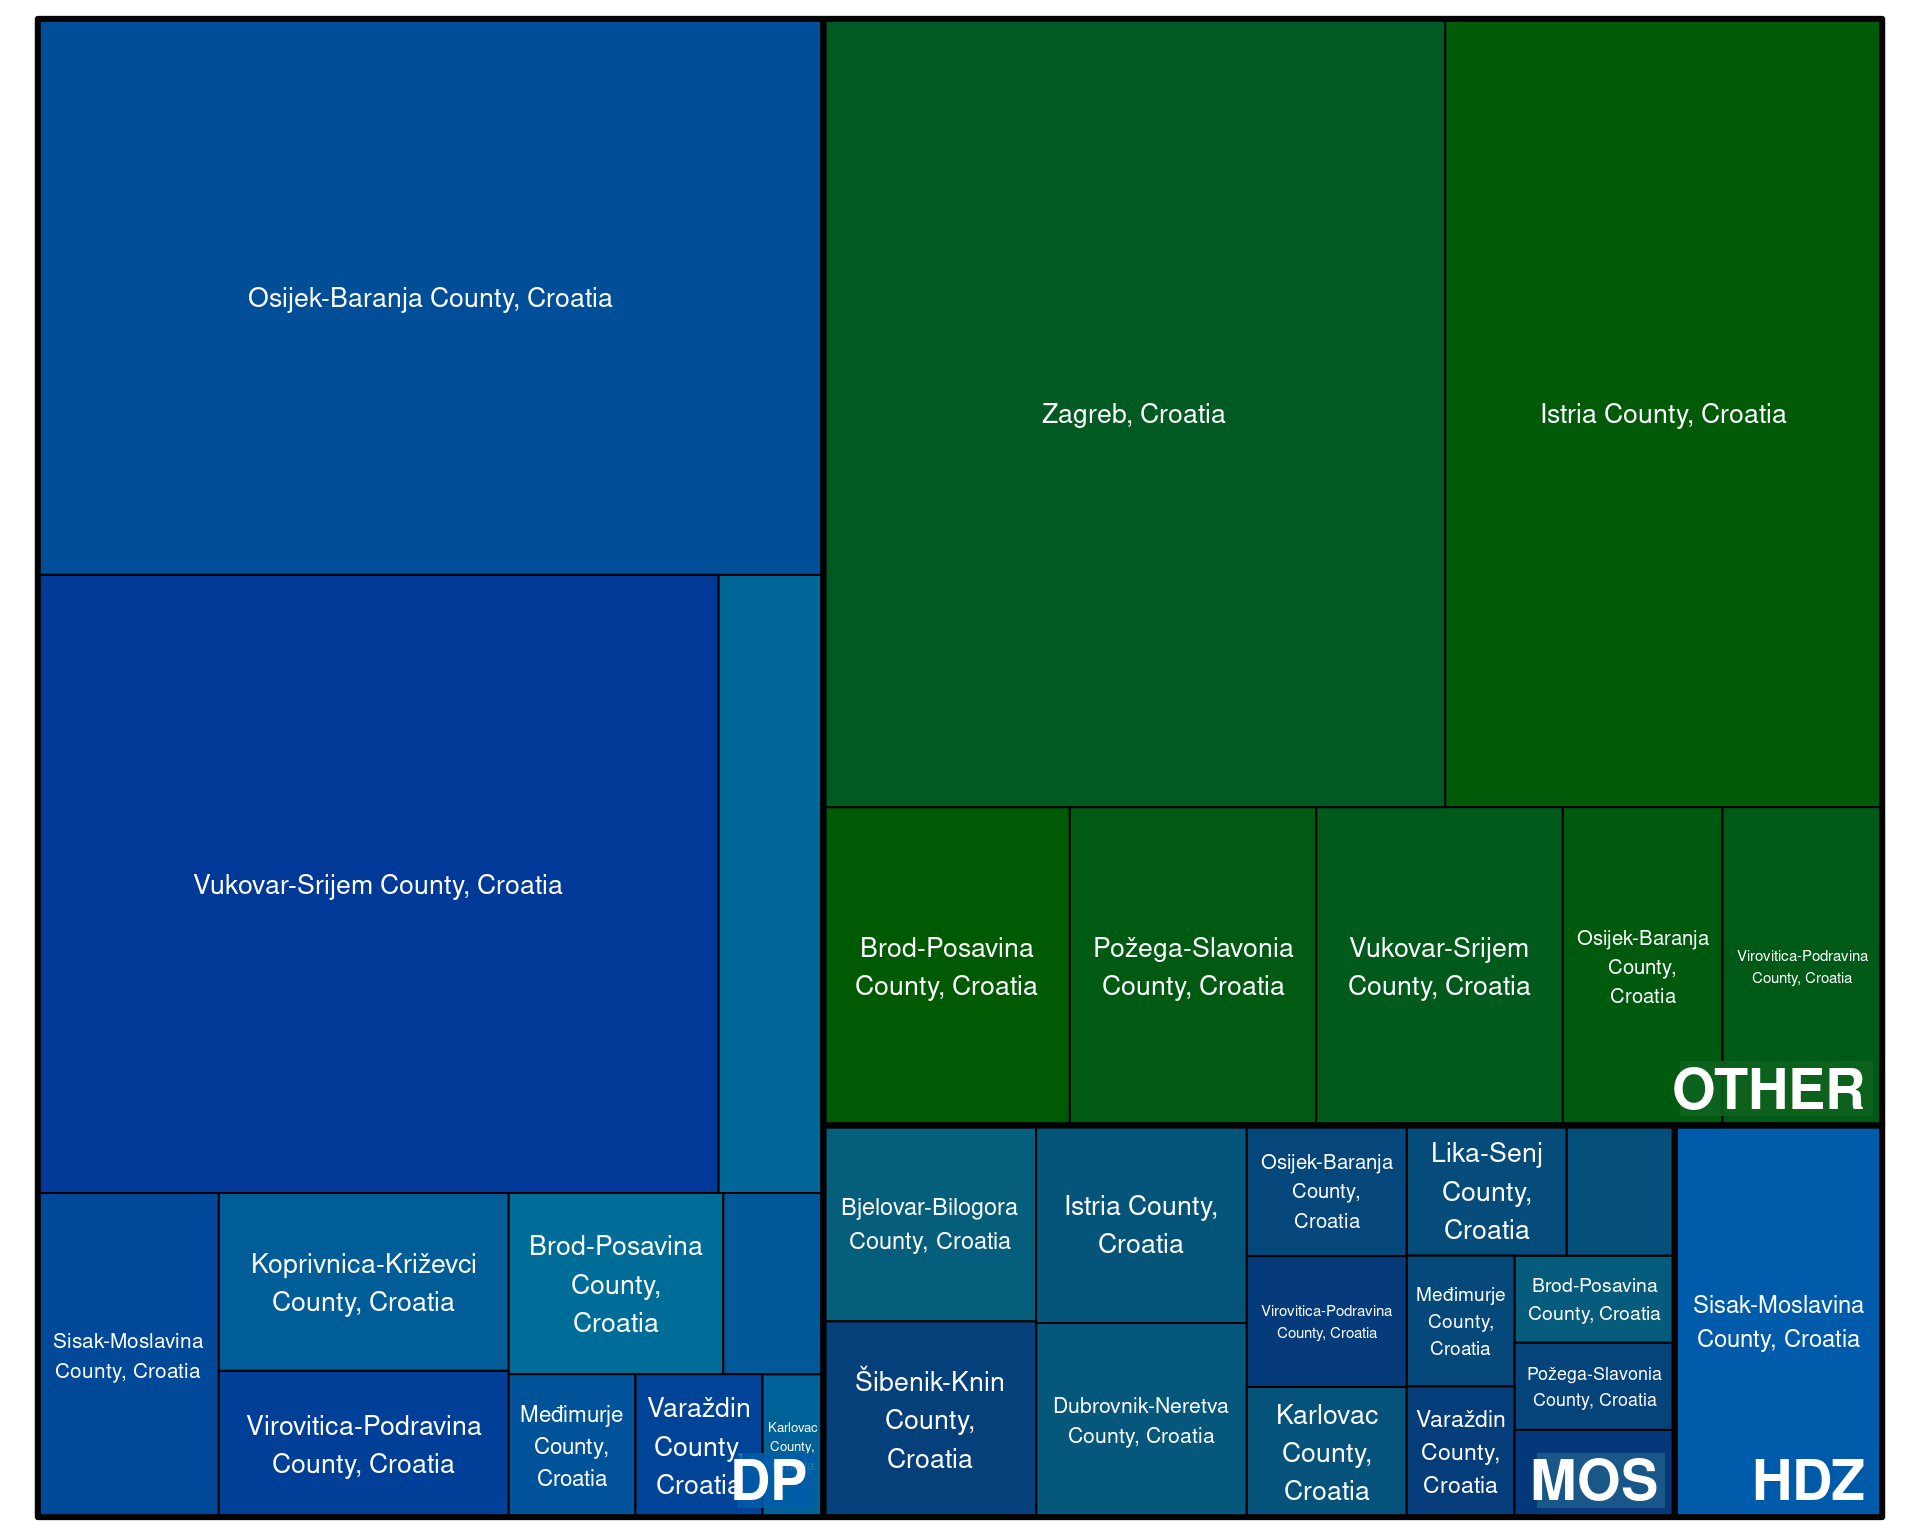 Osijek-Baranja County, Croatia
Vukovar-Srijem County, Croatia
Sisak-Moslavina
County, Croatia
Koprivnica-Križevci
County, Croatia
Virovitica-Podravina
County, Croatia
Brod-Posavina
County,
Croatia
Međimurje
County,
Croatia
Varaždin
County,
Croatia
Karlovac
County,
DP
Zagreb, Croatia
Istria County, Croatia
Brod-Posavina
County, Croatia
Požega-Slavonia
County, Croatia
Vukovar-Srijem
County, Croatia
Osijek-Baranja
County,
Croatia
Virovitica-Podravina
County, Croatia
OTHER
Bjelovar-Bilogora
County, Croatia
Šibenik-Knin
County,
Croatia
Istria County,
Croatia
Dubrovnik-Neretva
County, Croatia
Osijek-Baranja
County,
Croatia
Virovitica-Podravina
County, Croatia
Karlovac
County,
Croatia
Lika-Senj
County,
Croatia
Međimurje
County,
Croatia
Varaždin
County,
Croatia
Brod-Posavina
County, Croatia
Požega-Slavonia
County, Croatia
MOS
Sisak-Moslavina
County, Croatia
HDZ